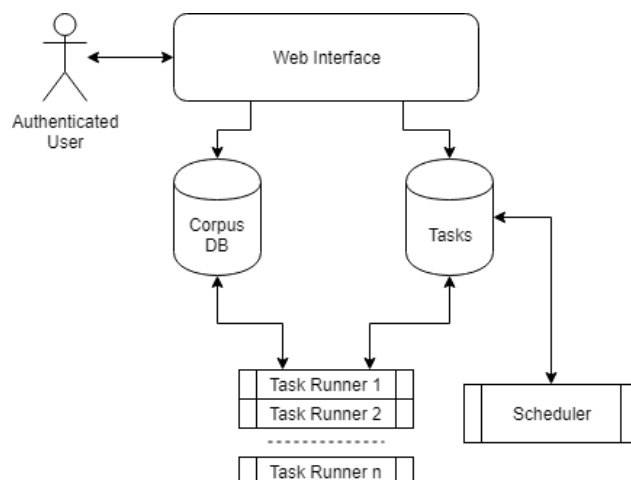 Web Interface
Authenticated
User
Corpus
DB
Tasks
Task Runner 1
Task Runner 2
Scheduler
Task Runner n